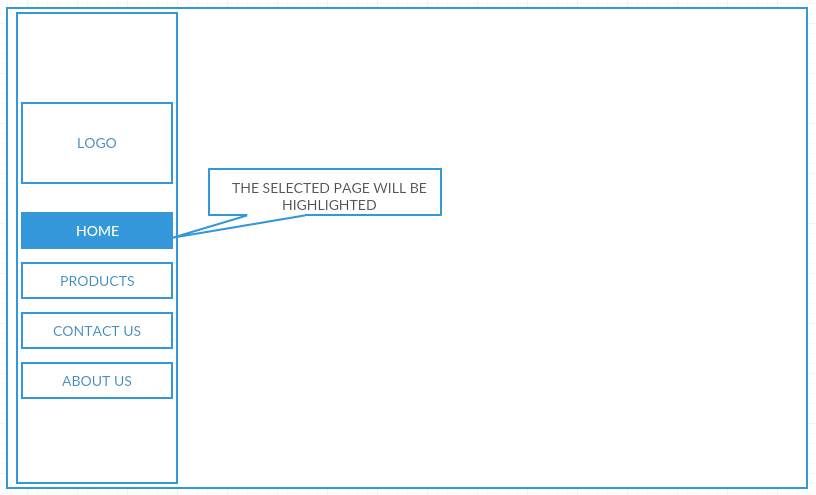 LOGO
THE SELECTED PAGE WILL BE
HIGHLIGHTED
HOME
PRODUCTS
CONTACT US
ABOUT US